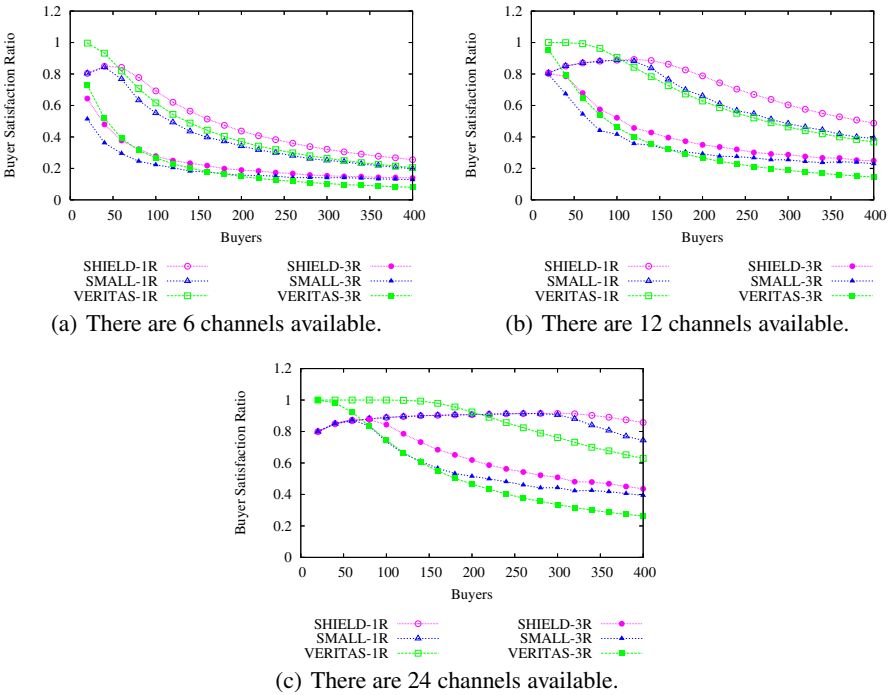 1.2
1
0.8
0.6
0.4
0.2
0
Buyer Satisfaction Ratio
0 50 100 150 200 250 300 350 400
Buyers
SHIELD-1R SHIELD-3R
SMALL-1R SMALL-3R
VERITAS-1R VERITAS-3R
(a) There are 6 channels available.
1.2
1
0.8
0.6
0.4
0.2
0
Buyer Satisfaction Ratio
0 50 100 150 200 250 300 350 400
Buyers
SHIELD-1R SHIELD-3R
SMALL-1R SMALL-3R
VERITAS-1R VERITAS-3R
(b) There are 12 channels available.
1.2
1
0.8
0.6
0.4
0.2
0
Buyer Satisfaction Ratio
0 50 100 150 200 250 300 350 400
Buyers
SHIELD-1R SHIELD-3R
SMALL-1R SMALL-3R
VERITAS-1R VERITAS-3R
(c) There are 24 channels available.